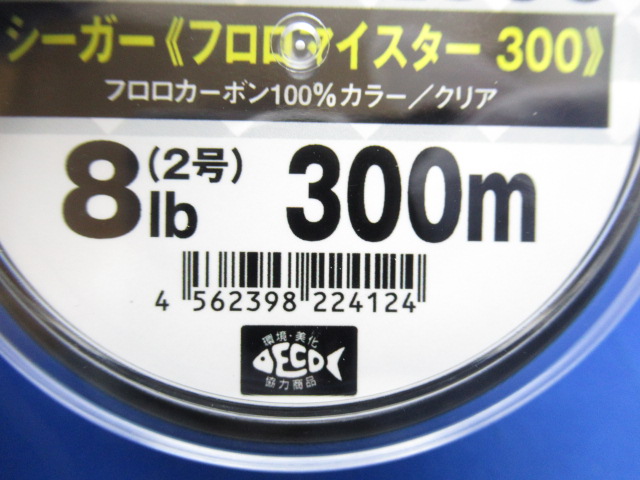 シーガー《フロロマイスター 300》
フロロカーボン100%カラー/クリア
8lb (2号) 300m
4 562398 224124
環境・美化
ECO
協力商品